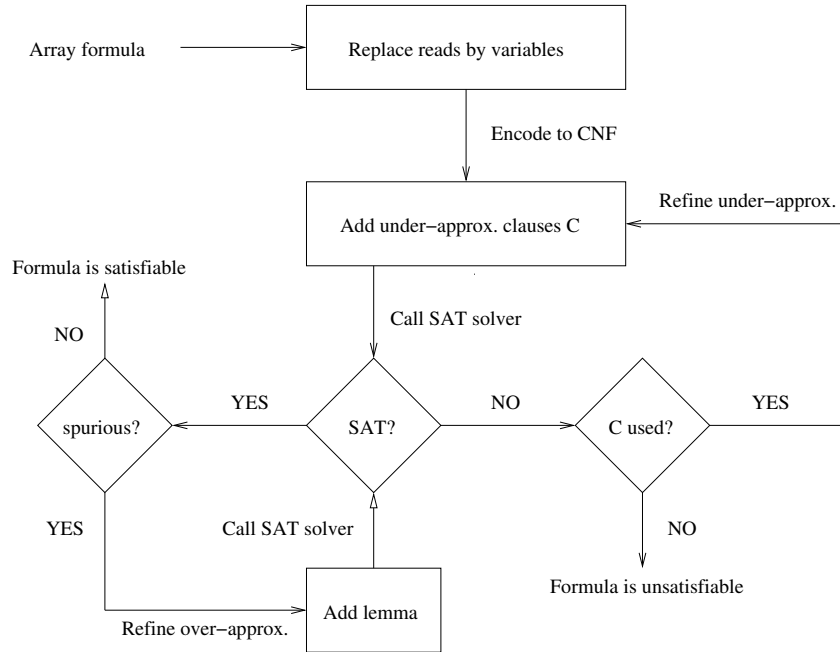 Array formula
Replace reads by variables
Encode to CNF
Refine under−approx.
Add under−approx. clauses C
Formula is satisfiable
Call SAT solver
NO
YES
NO
YES
spurious?
SAT?
C used?
YES
Call SAT solver
NO
Formula is unsatisfiable
Add lemma
Refine over−approx.